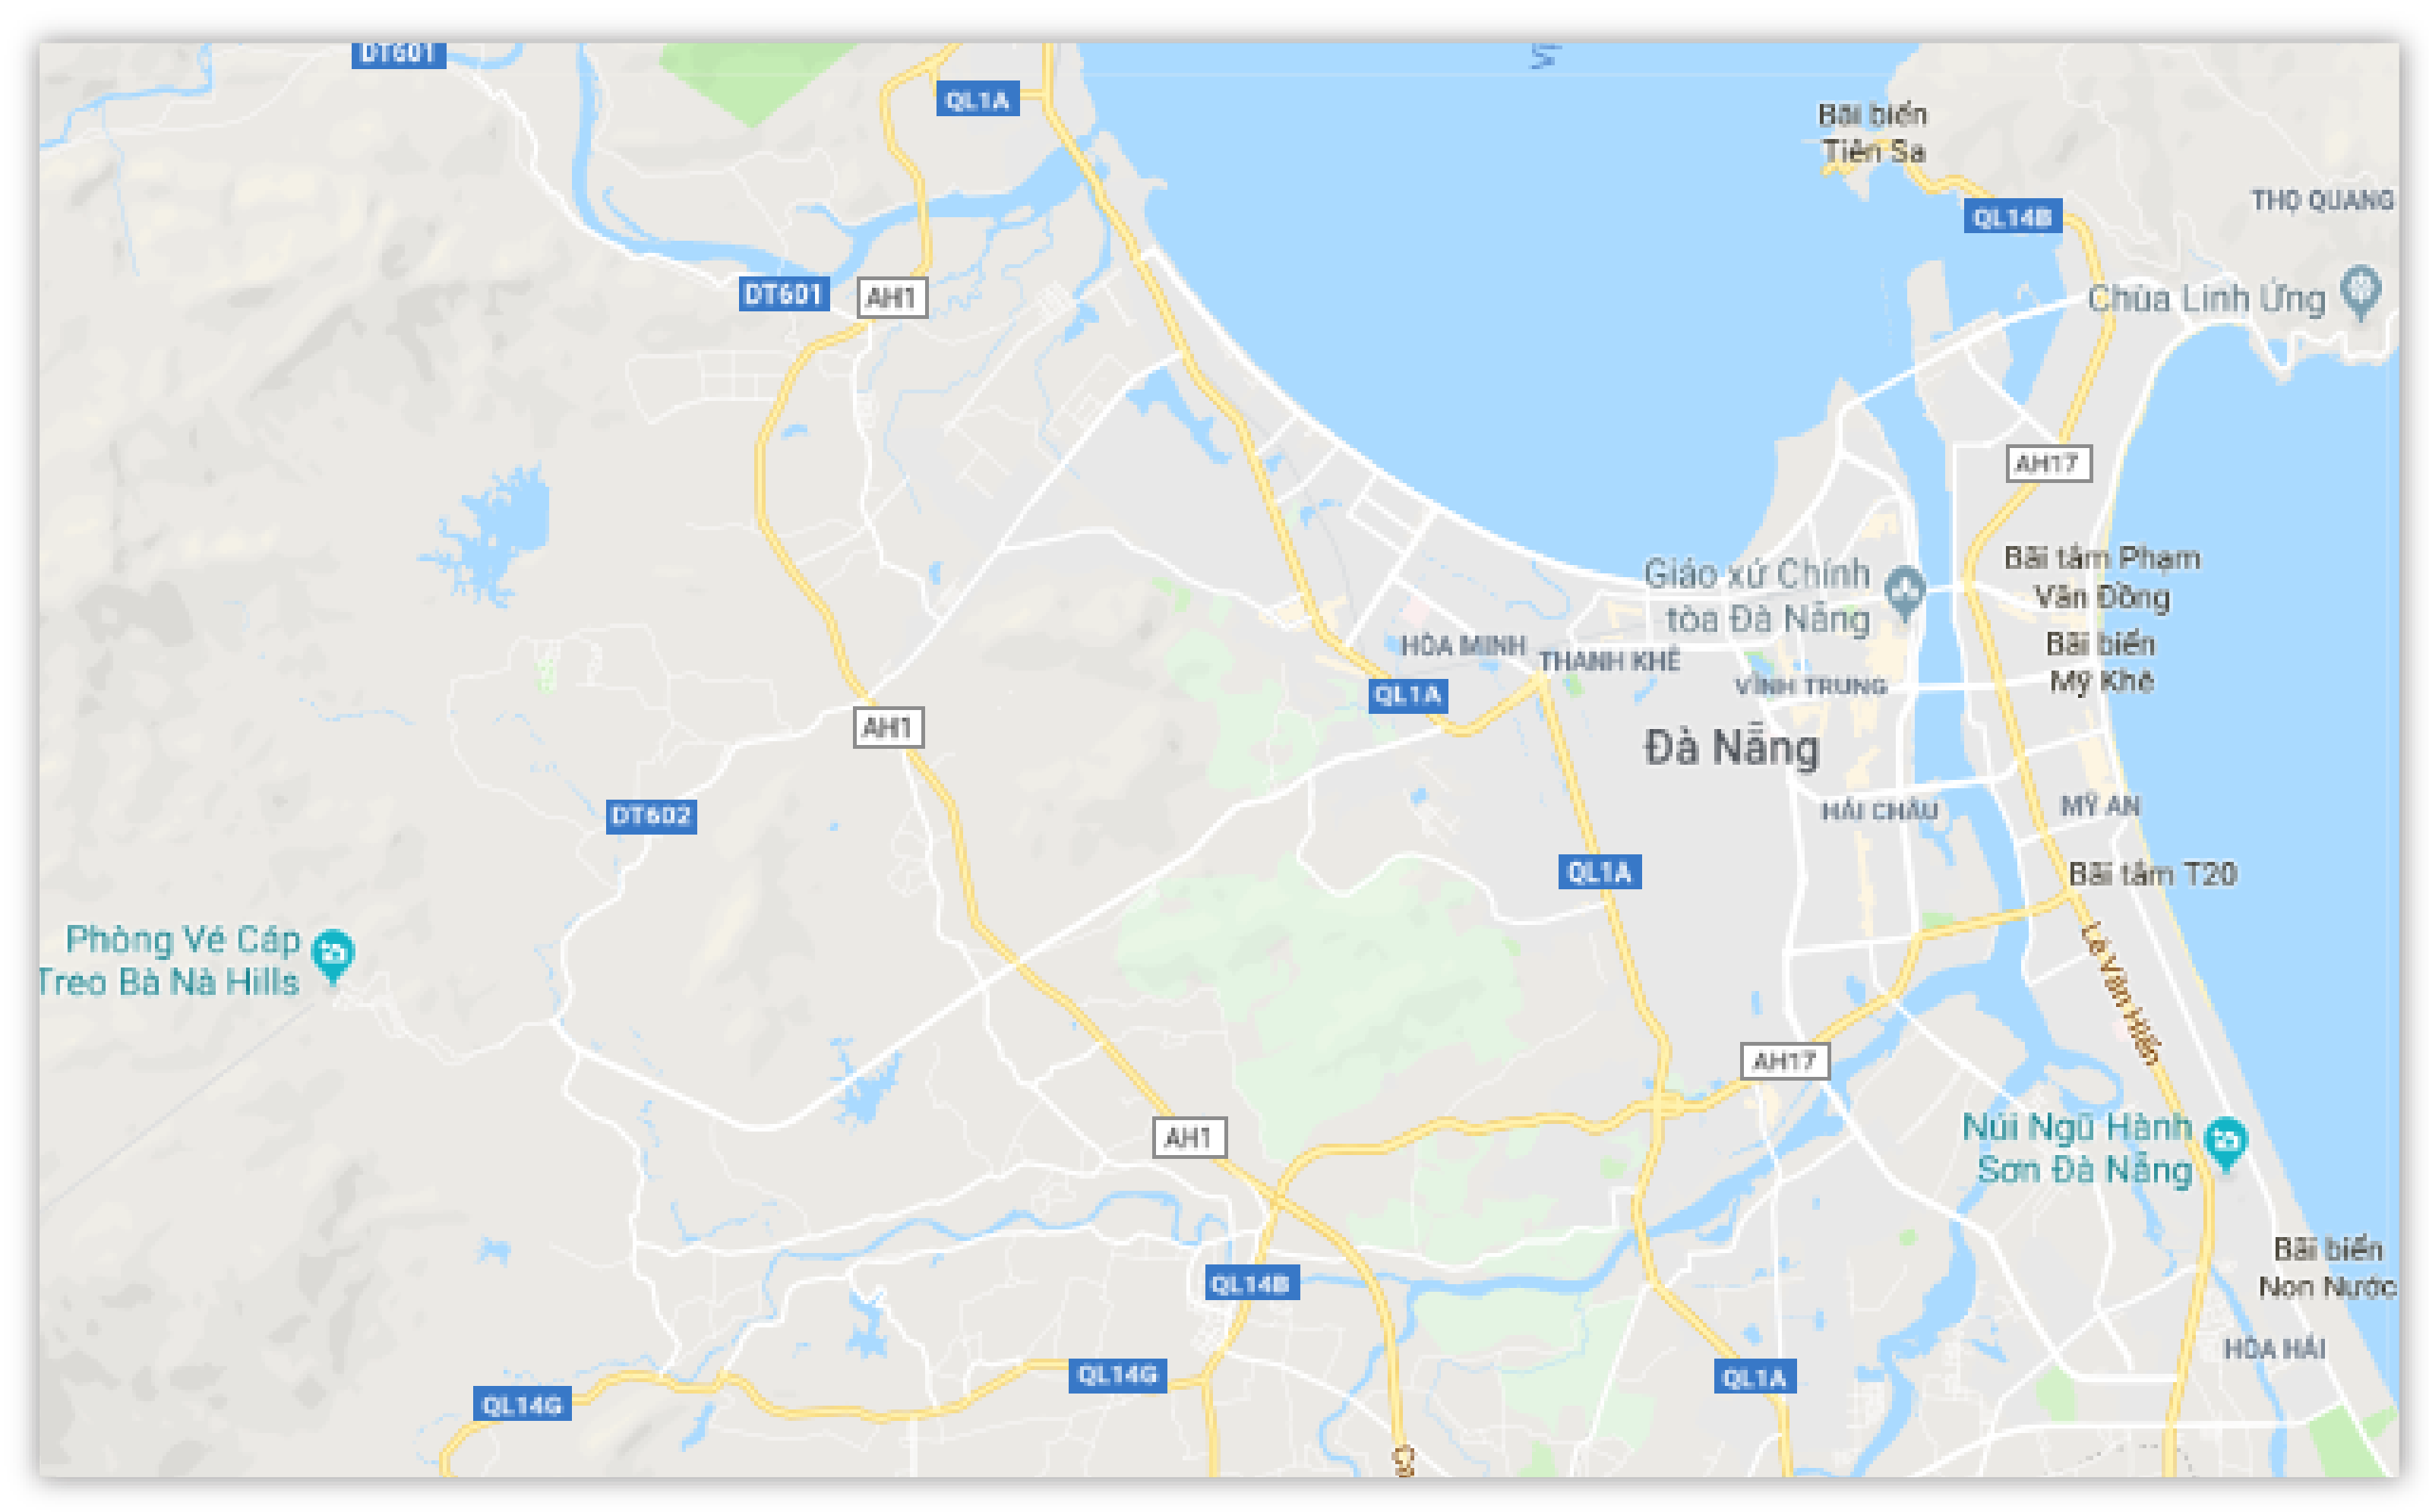 DT601
QL1A
Bãi biển
Tiên Sa
THỌ QUANG
QL14B
DT601
AH1
Chùa Linh Ứng
AH17
Bãi tắm Phạm
Văn Đồng
Giáo xứ Chính
tòa Đà Nẵng
Bãi biển
Mỹ Khê
HÒA MINH
THANH KHÊ
QL1A
VĨNH TRUNG
AH1
Đà Nẵng
DT602
HẢI CHÂU
MỸ AN
QL1A
Bãi tắm T20
Phòng Vé Cáp
Treo Bà Nà Hills
Lê Văn Hiến
AH17
AH1
Núi Ngũ Hành
Sơn Đà Nẵng
Bãi biển
Non Nước
QL14B
HÒA HẢI
QL14G
QL1A
QL14G